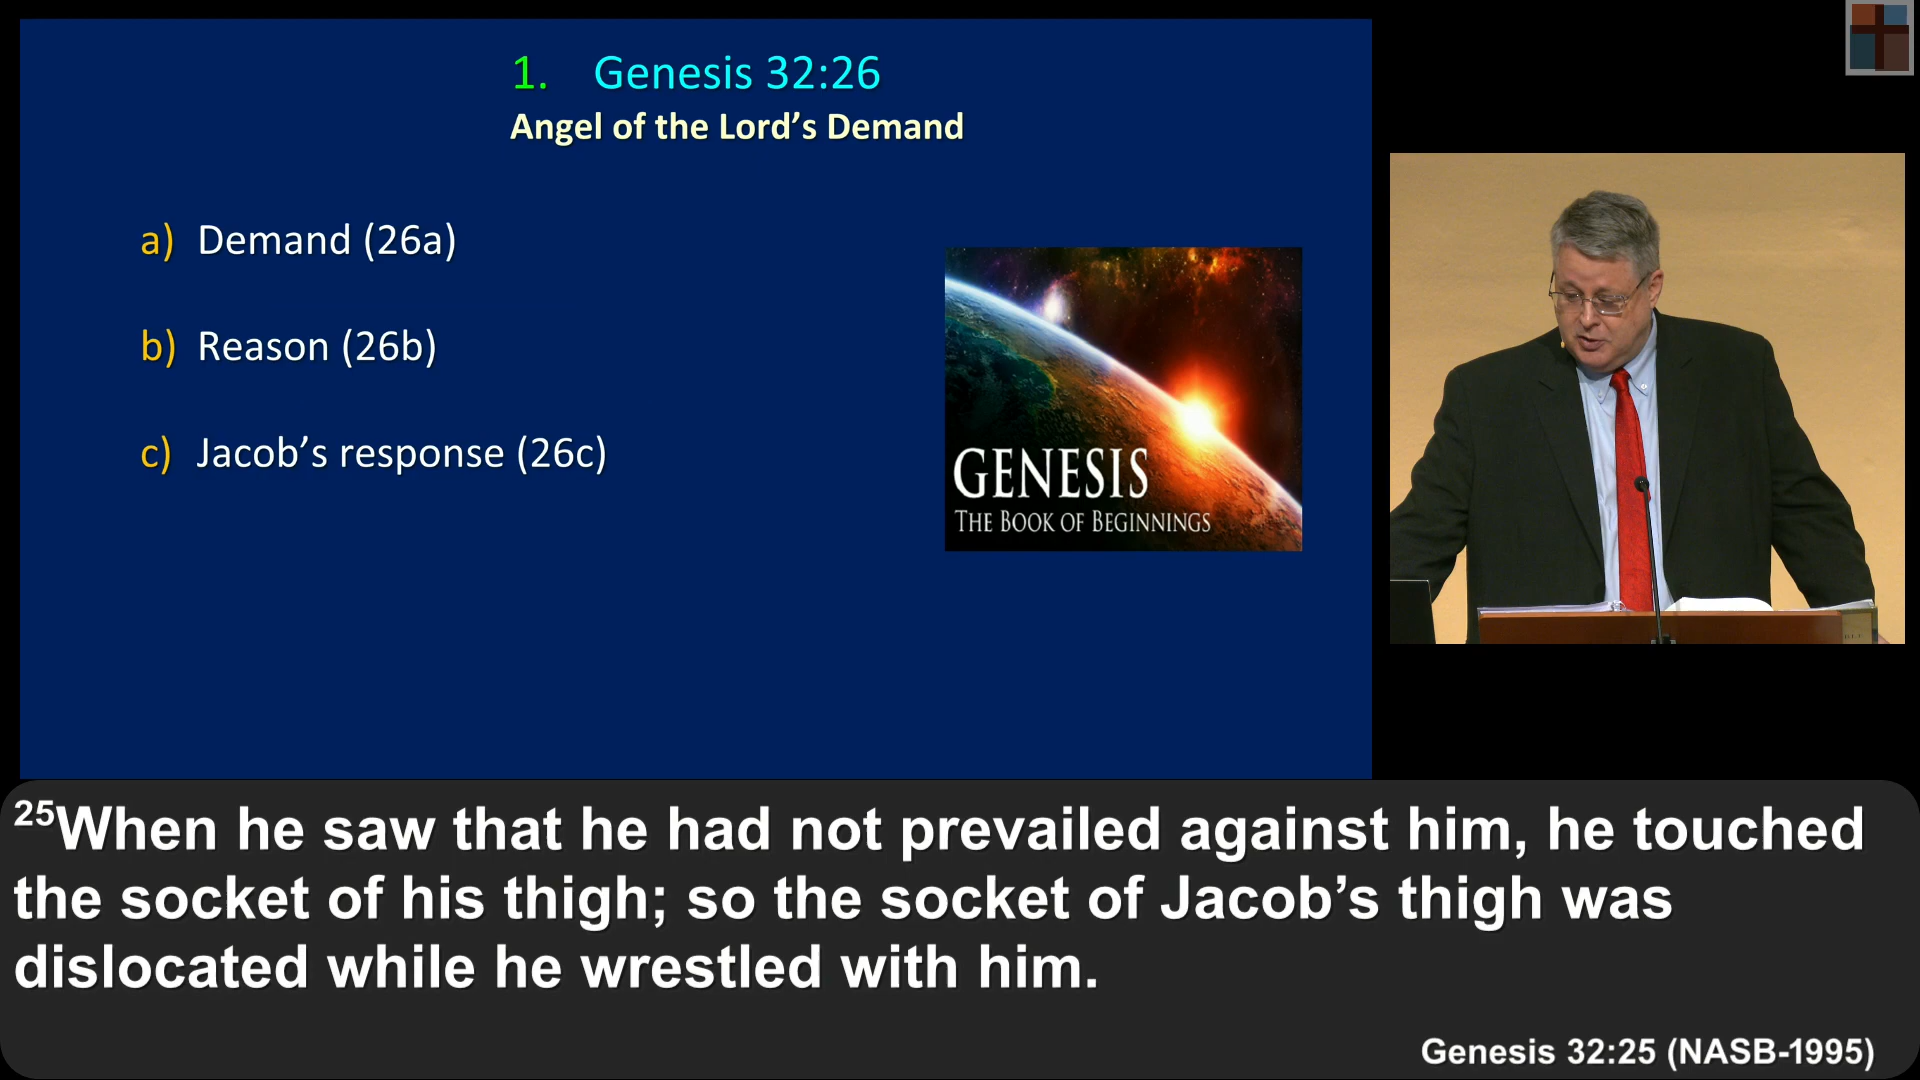 1. Genesis 32:26
Angel of the Lord’s Demand
a) Demand (26a)
b) Reason (26b)
c) Jacob’s response (26c)
GENESIS
THE BOOK OF BEGINNINGS
25When he saw that he had not prevailed against him, he touched
the socket of his thigh; so the socket of Jacob’s thigh was
dislocated while he wrestled with him.
Genesis 32:25 (NASB-1995)